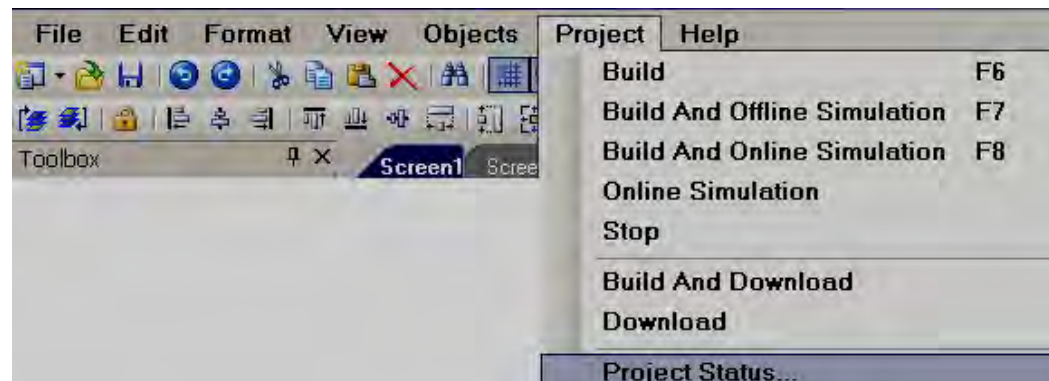 File Edit Format View Objects Project Help
Build F6
Build And Offline Simulation F7
Build And Online Simulation F8
Toolbox
Screen1 Scree
Online Simulation
Stop
Build And Download
Download
Project Status...